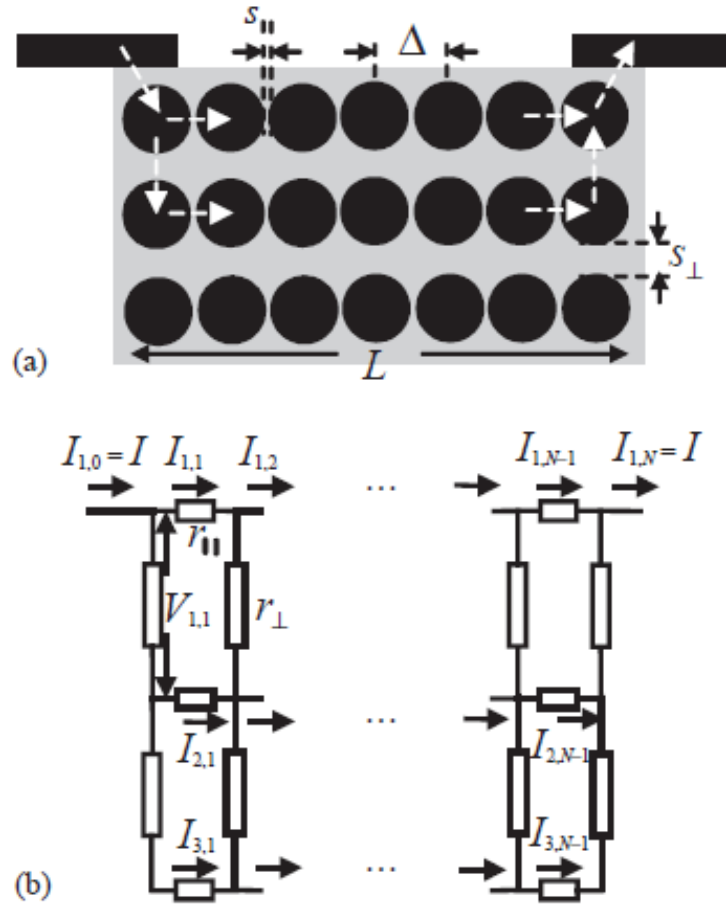 s∥ Δ
s⊥
L
(a)
I1,0 = I I1,1 I1,2 ... I1,N−1 I1,N = I
r∥
V1,1 r⊥
...
I2,1 I2,N−1
I3,1 I3,N−1
...
(b)